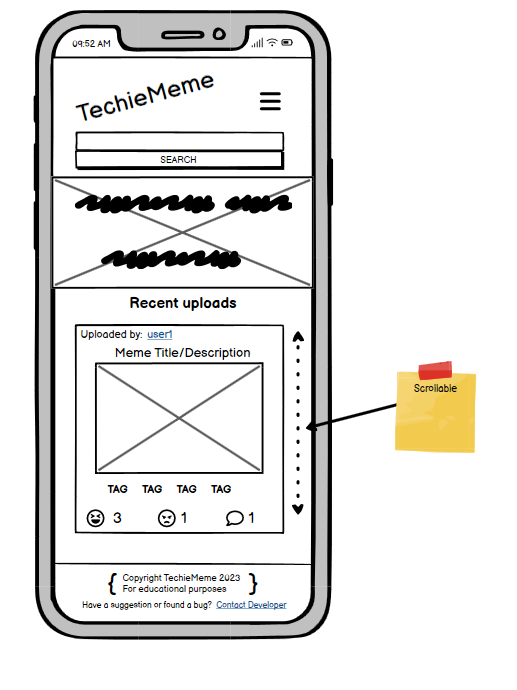 09:52 AM
TechieMeme
SEARCH
Recent uploads
Uploaded by: user1
Meme Title/Description
TAG TAG TAG TAG
3 1 1
Scrollable
{ Copyright TechieMeme 2023 }
For educational purposes
Have a suggestion or found a bug? Contact Developer